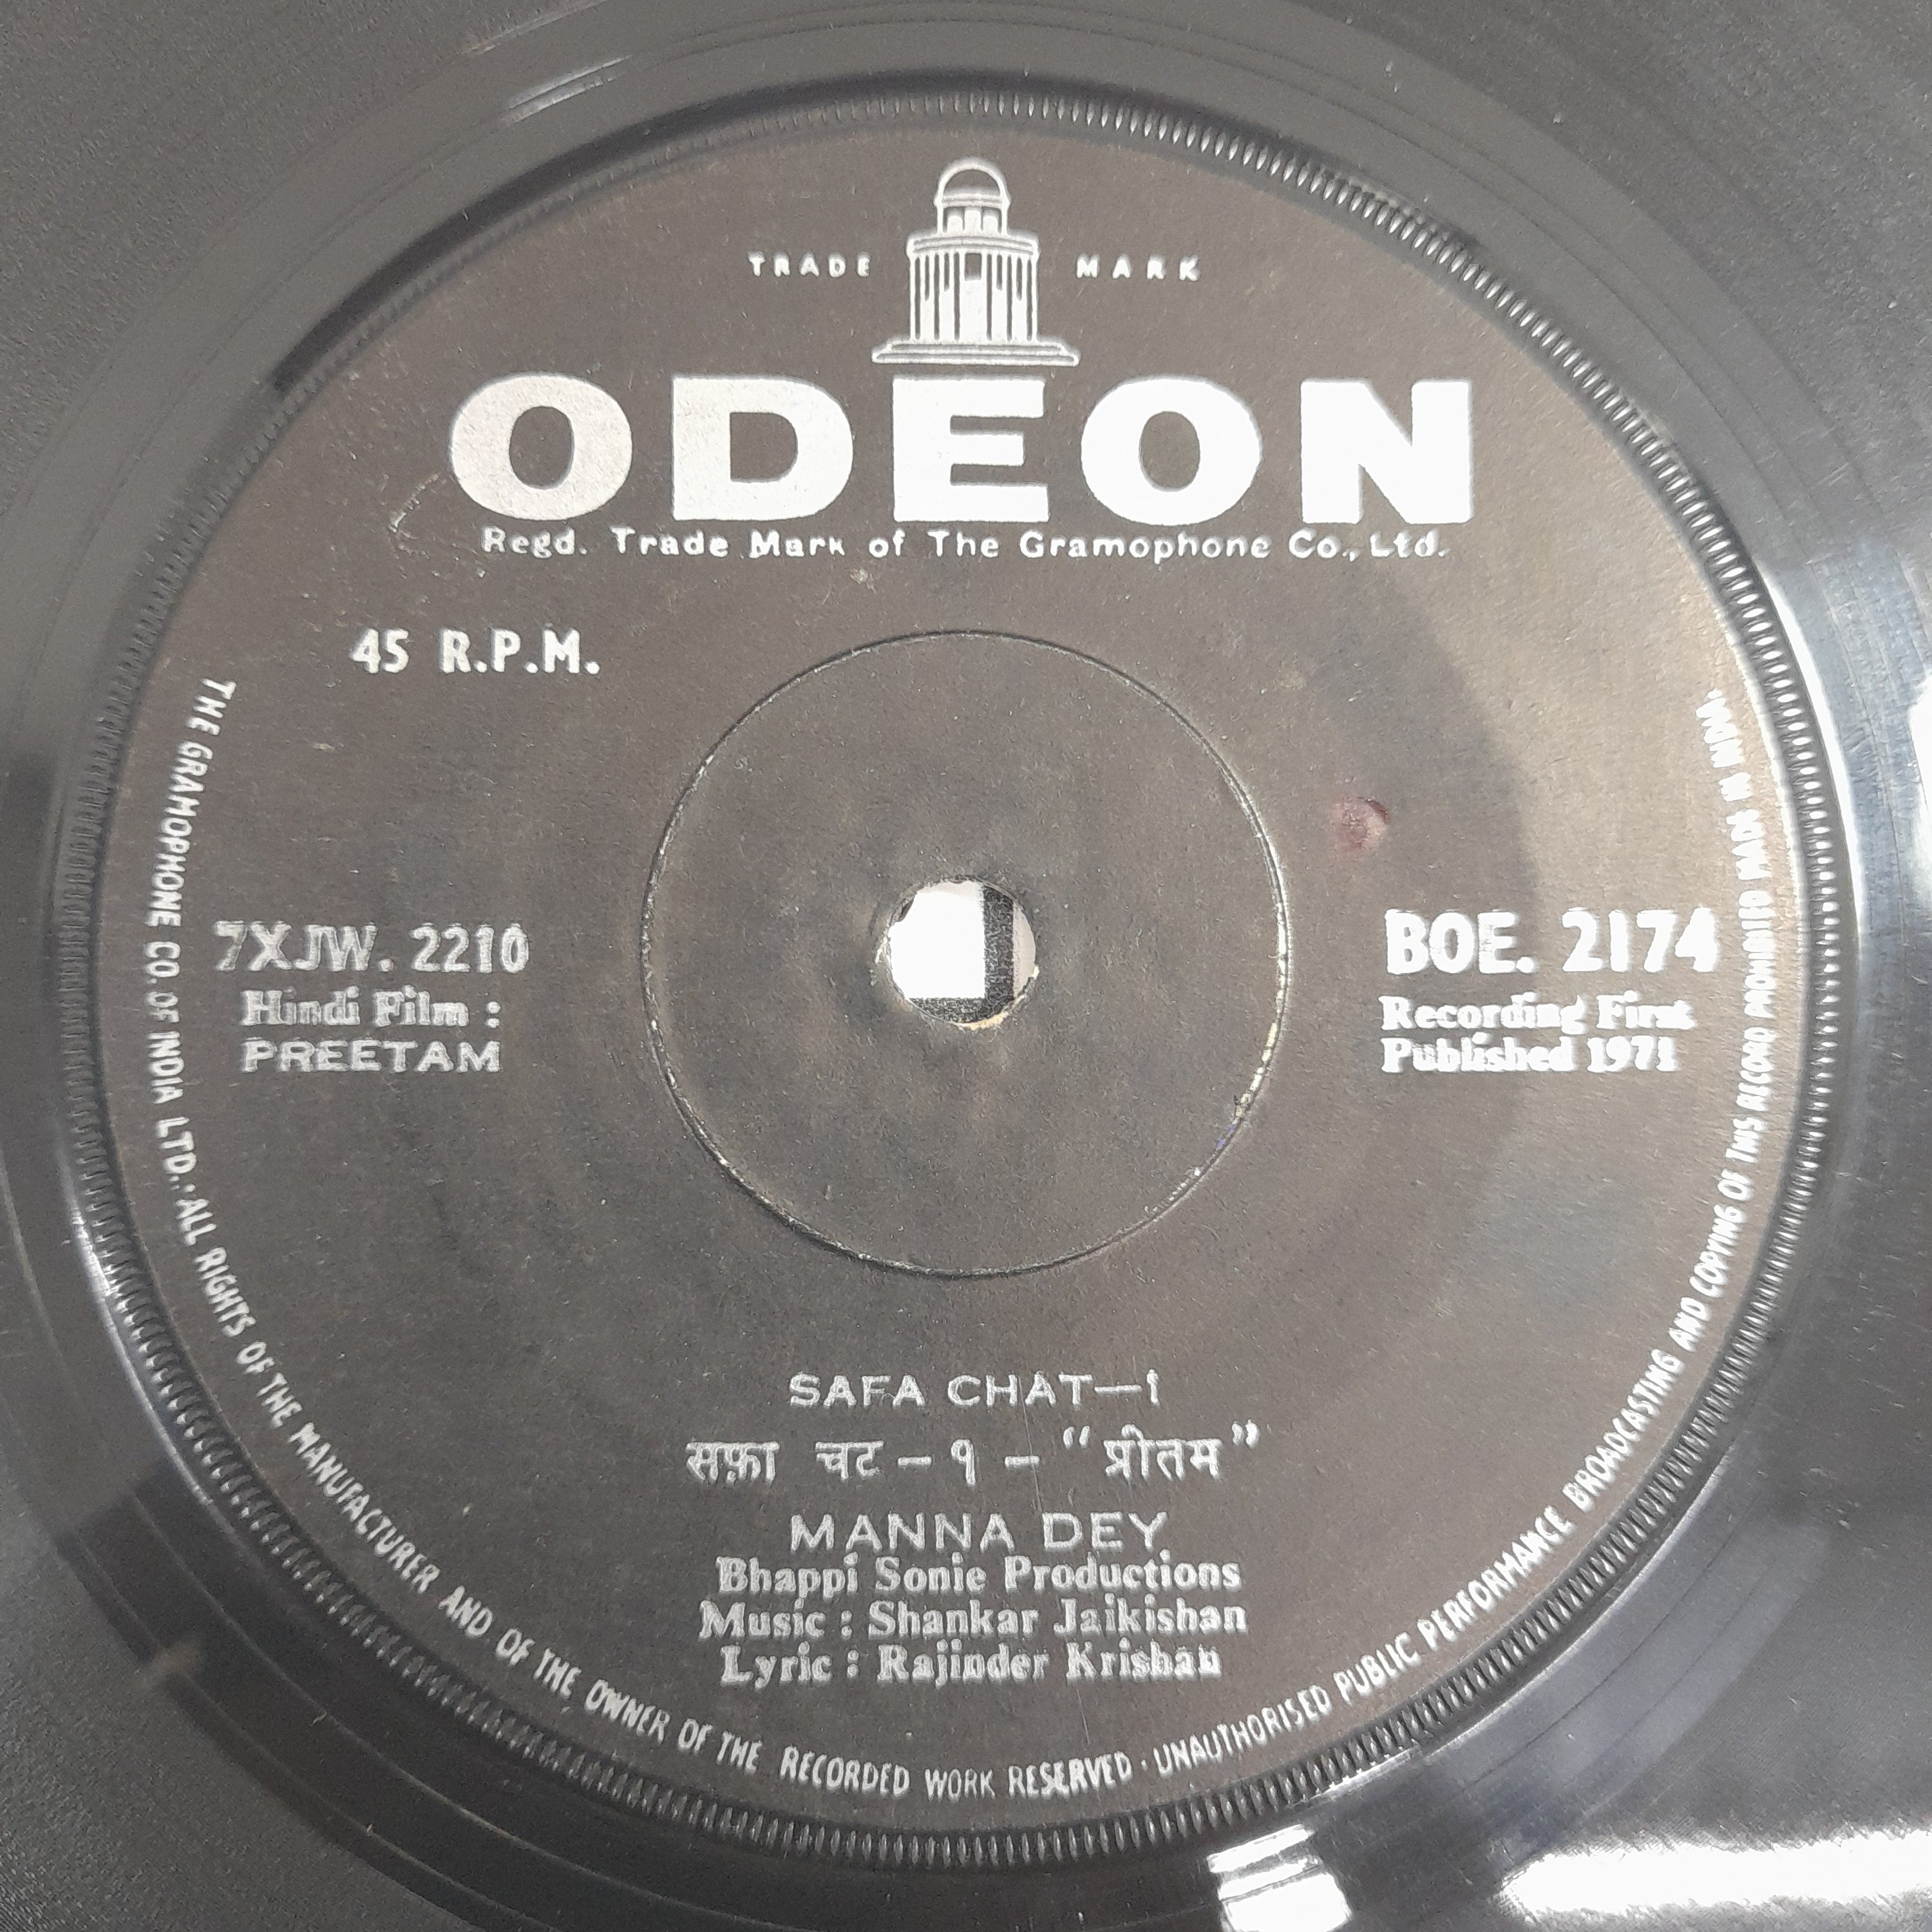 TRADE MARK
ODEON
Regd. Trade Mark of The Gramophone Co., Ltd.
45 R.P.M.
7XJW. 2210
Hindi Film :
PREETAM
BOE. 2174
Recording First
Published 1971
SAFA CHAT—1
सफ़ा चट – १ – “प्रीतम”
MANNA DEY
Bhappi Sonie Productions
Music : Shankar Jaikishan
Lyric : Rajinder Krishan
THE GRAMOPHONE CO. OF INDIA LTD.· ALL RIGHTS OF THE MANUFACTURER AND OF THE OWNER OF THE RECORDED WORK RESERVED · UNAUTHORISED PUBLIC PERFORMANCE BROADCASTING AND COPYING OF THIS RECORD PROHIBITED MADE IN INDIA